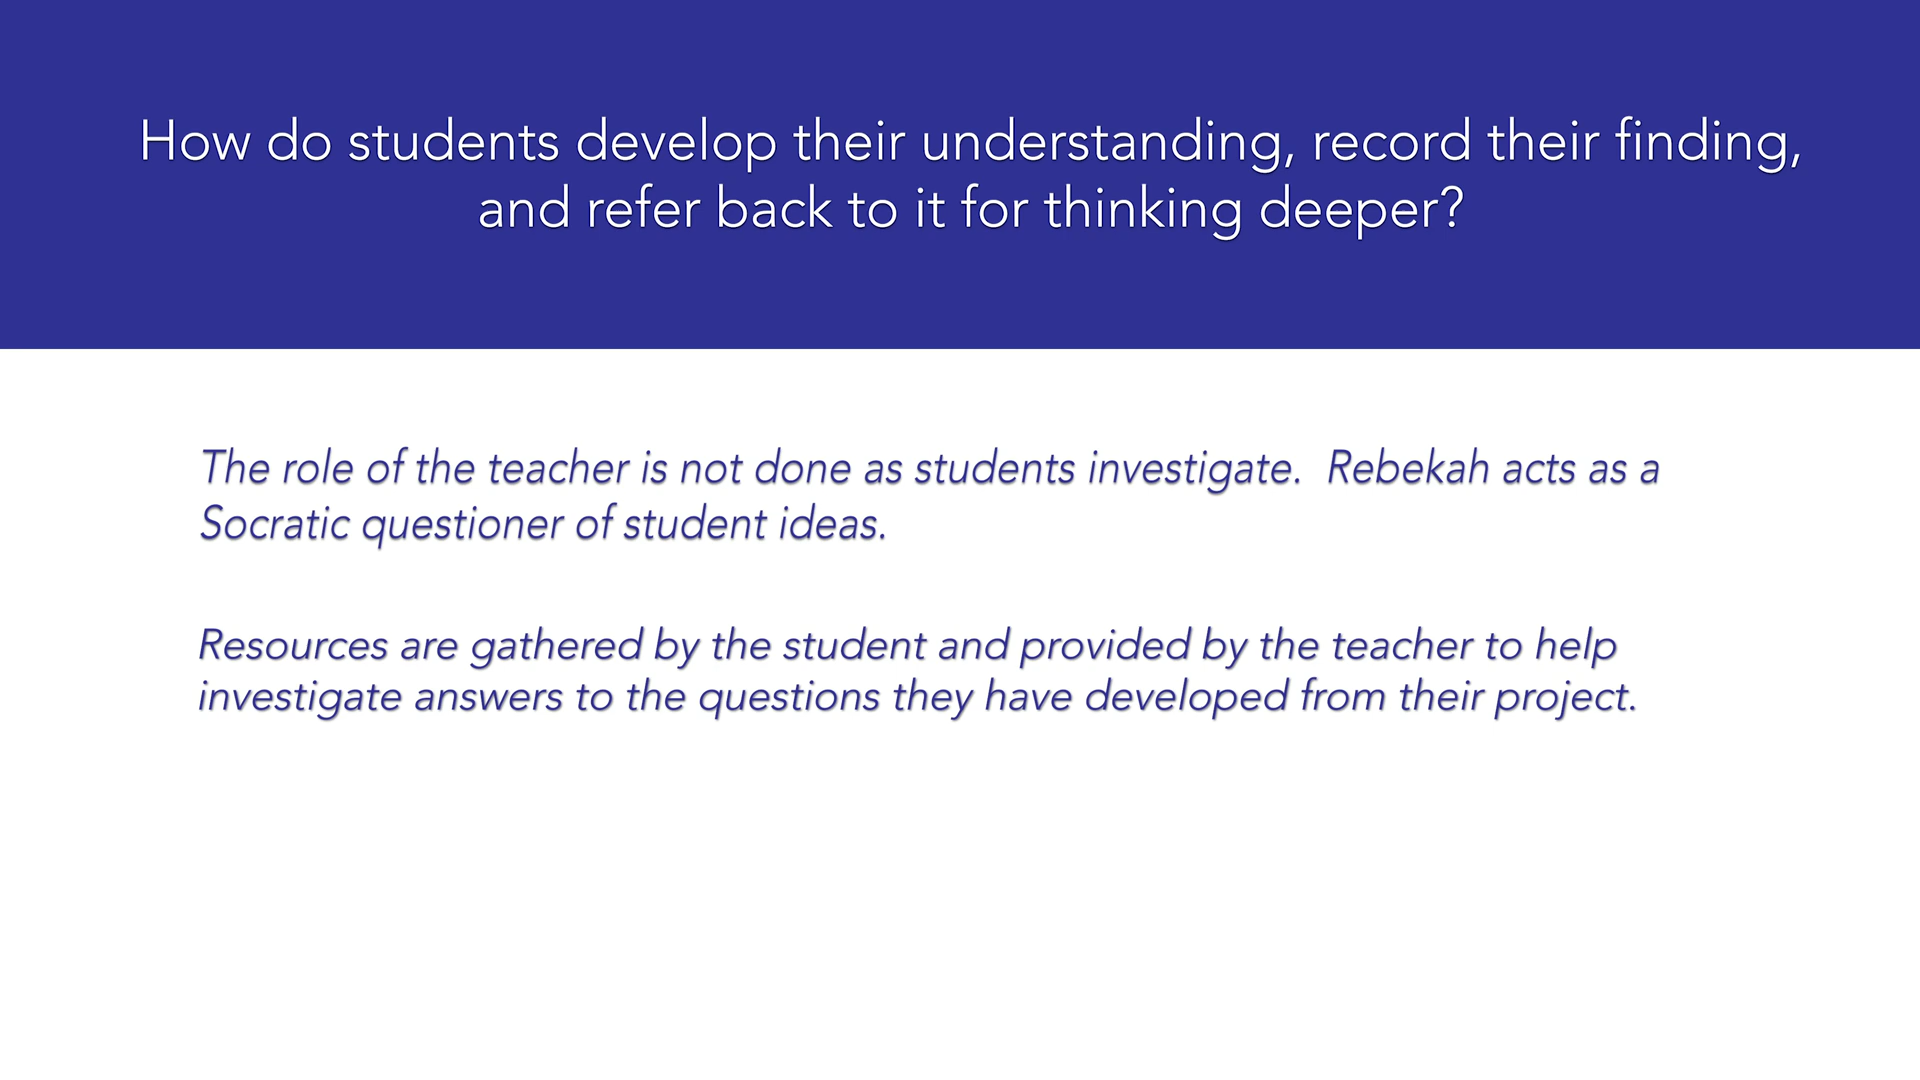 How do students develop their understanding, record their finding,
and refer back to it for thinking deeper?
The role of the teacher is not done as students investigate.  Rebekah acts as a
Socratic questioner of student ideas.
Resources are gathered by the student and provided by the teacher to help
investigate answers to the questions they have developed from their project.